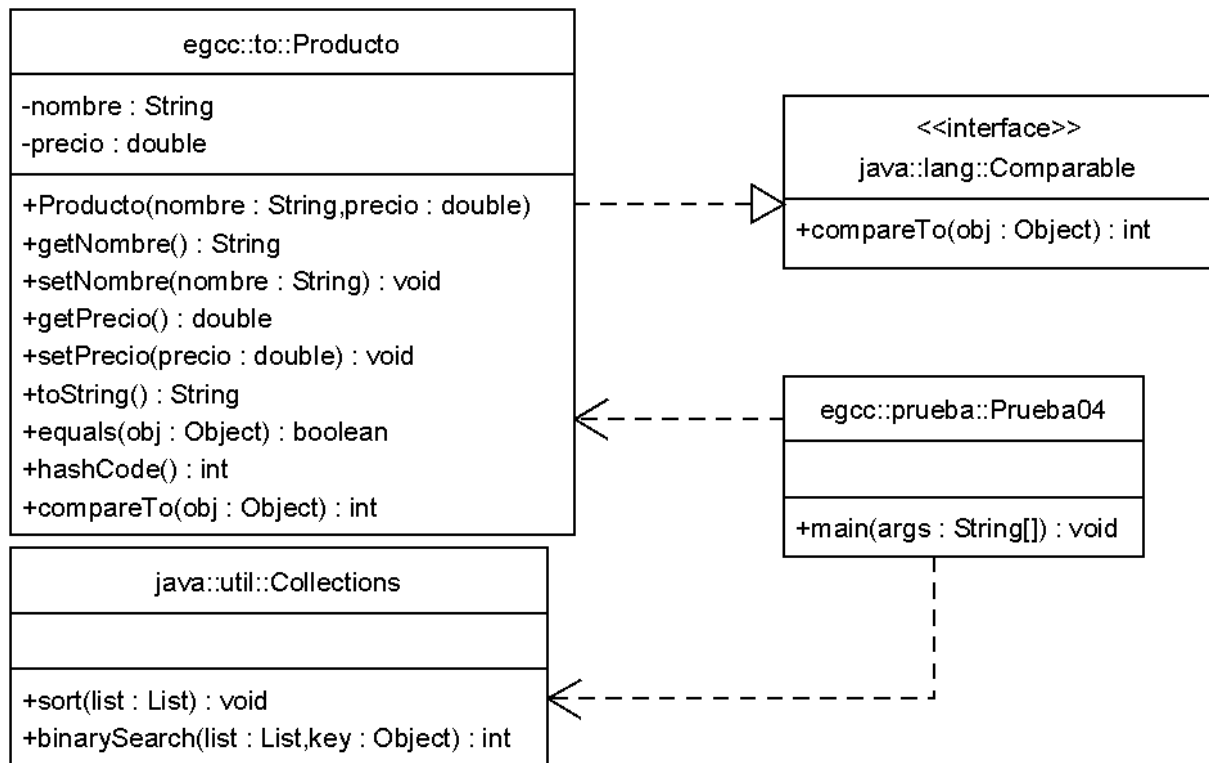 egcc::to::Producto
-nombre : String
-precio : double
+Producto(nombre : String,precio : double)
+getNombre() : String
+setNombre(nombre : String) : void
+getPrecio() : double
+setPrecio(precio : double) : void
+toString() : String
+equals(obj : Object) : boolean
+hashCode() : int
+compareTo(obj : Object) : int
<<interface>>
java::lang::Comparable
+compareTo(obj : Object) : int
egcc::prueba::Prueba04
+main(args : String[]) : void
java::util::Collections
+sort(list : List) : void
+binarySearch(list : List,key : Object) : int